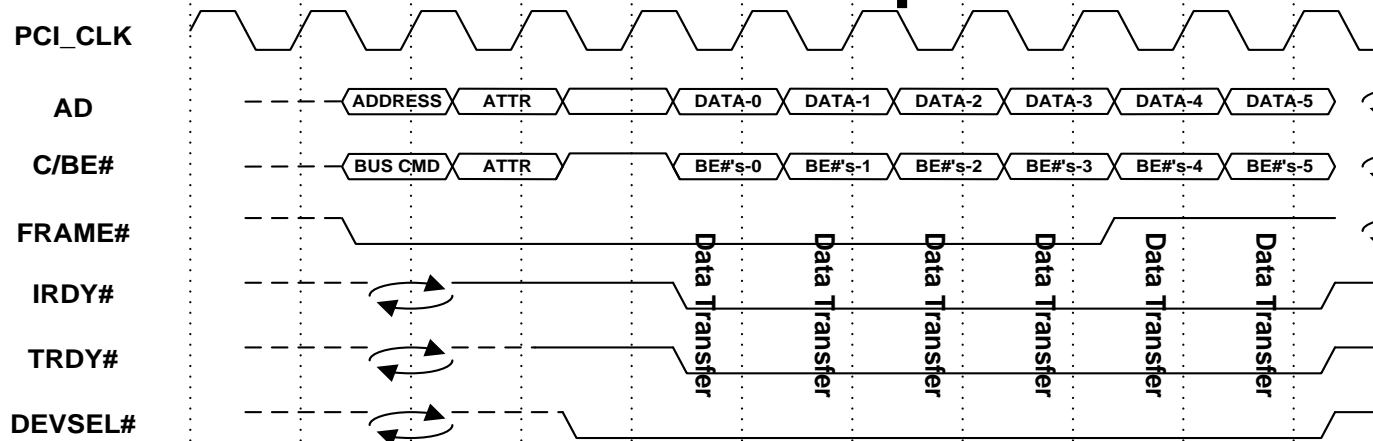 PCI_CLK
AD
ADDRESS ATTR DATA-0 DATA-1 DATA-2 DATA-3 DATA-4 DATA-5
C/BE#
BUS CMD ATTR BE#'s-0 BE#'s-1 BE#'s-2 BE#'s-3 BE#'s-4 BE#'s-5
FRAME#
Data Transfer
Data Transfer
Data Transfer
Data Transfer
Data Transfer
Data Transfer
IRDY#
TRDY#
DEVSEL#